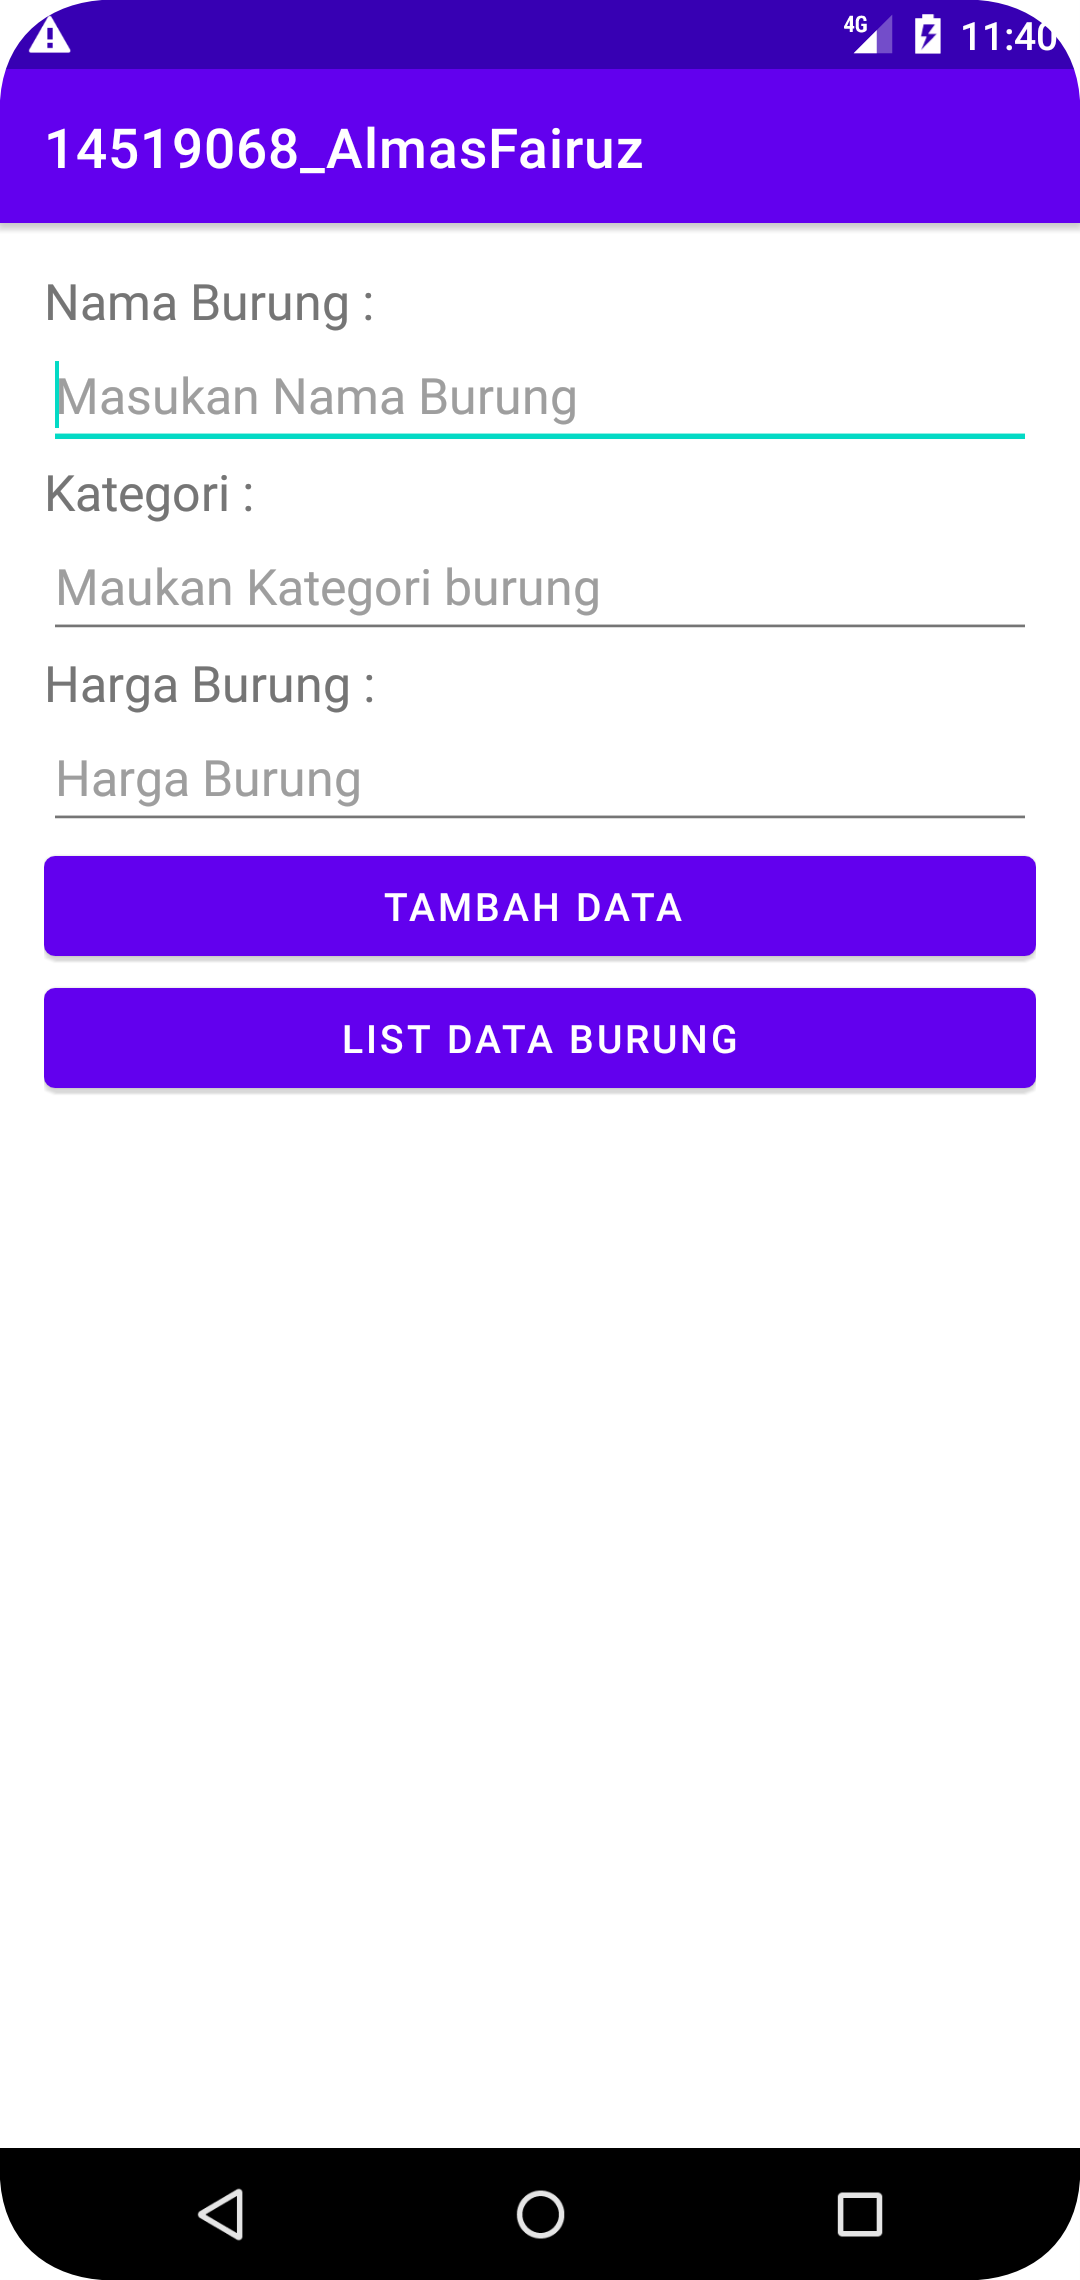 4G 11:40
14519068_AlmasFairuz
Nama Burung :
Masukan Nama Burung
Kategori :
Maukan Kategori burung
Harga Burung :
Harga Burung
TAMBAH DATA
LIST DATA BURUNG